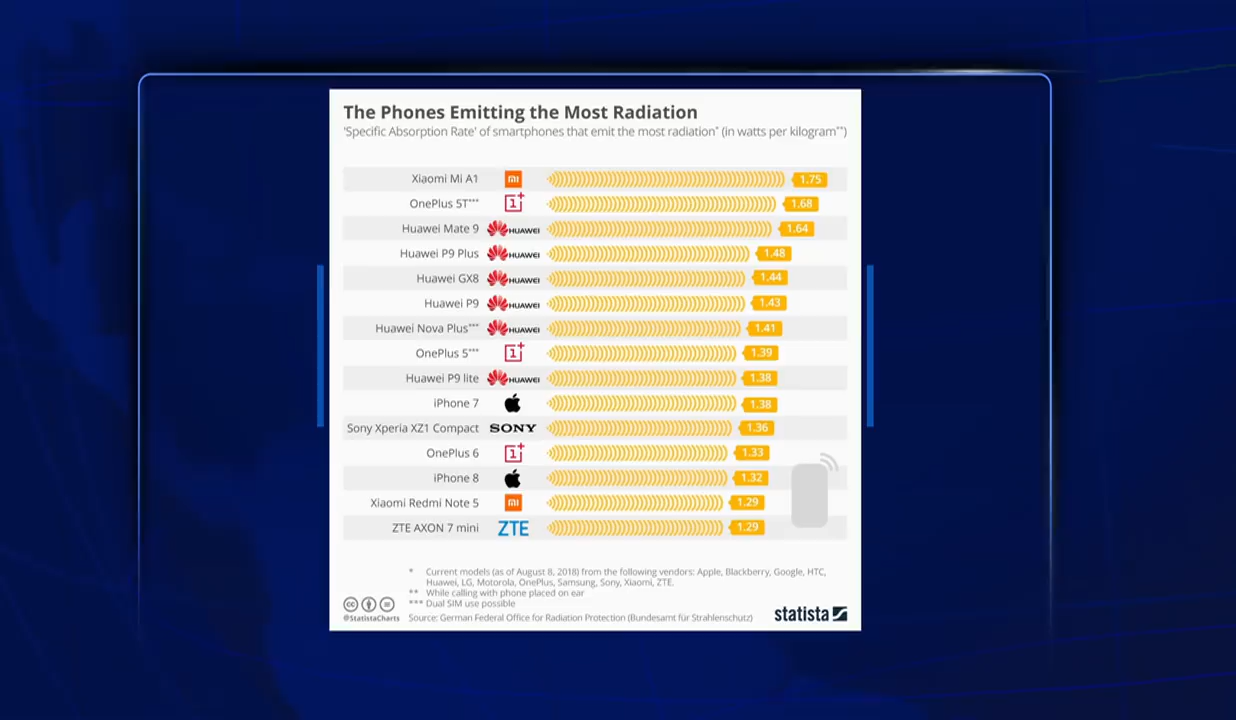 The Phones Emitting the Most Radiation
'Specific Absorption Rate' of smartphones that emit the most radiation* (in watts per kilogram**)
Xiaomi Mi A1 MI 1.75
OnePlus 5T*** 1+ 1.68
Huawei Mate 9 HUAWEI 1.64
Huawei P9 Plus HUAWEI 1.48
Huawei GX8 HUAWEI 1.44
Huawei P9 HUAWEI 1.43
Huawei Nova Plus*** HUAWEI 1.41
OnePlus 5*** 1+ 1.39
Huawei P9 lite HUAWEI 1.38
iPhone 7 1.38
Sony Xperia XZ1 Compact SONY 1.36
OnePlus 6 1+ 1.33
iPhone 8 1.32
Xiaomi Redmi Note 5 MI 1.29
ZTE AXON 7 mini ZTE 1.29
* Current models (as of August 8, 2018) from the following vendors: Apple, Blackberry, Google, HTC,
Huawei, LG, Motorola, OnePlus, Samsung, Sony, Xiaomi, ZTE.
** While calling with phone placed on ear
*** Dual SIM use possible
@StatistaCharts Source: German Federal Office for Radiation Protection (Bundesamt für Strahlenschutz)
statista